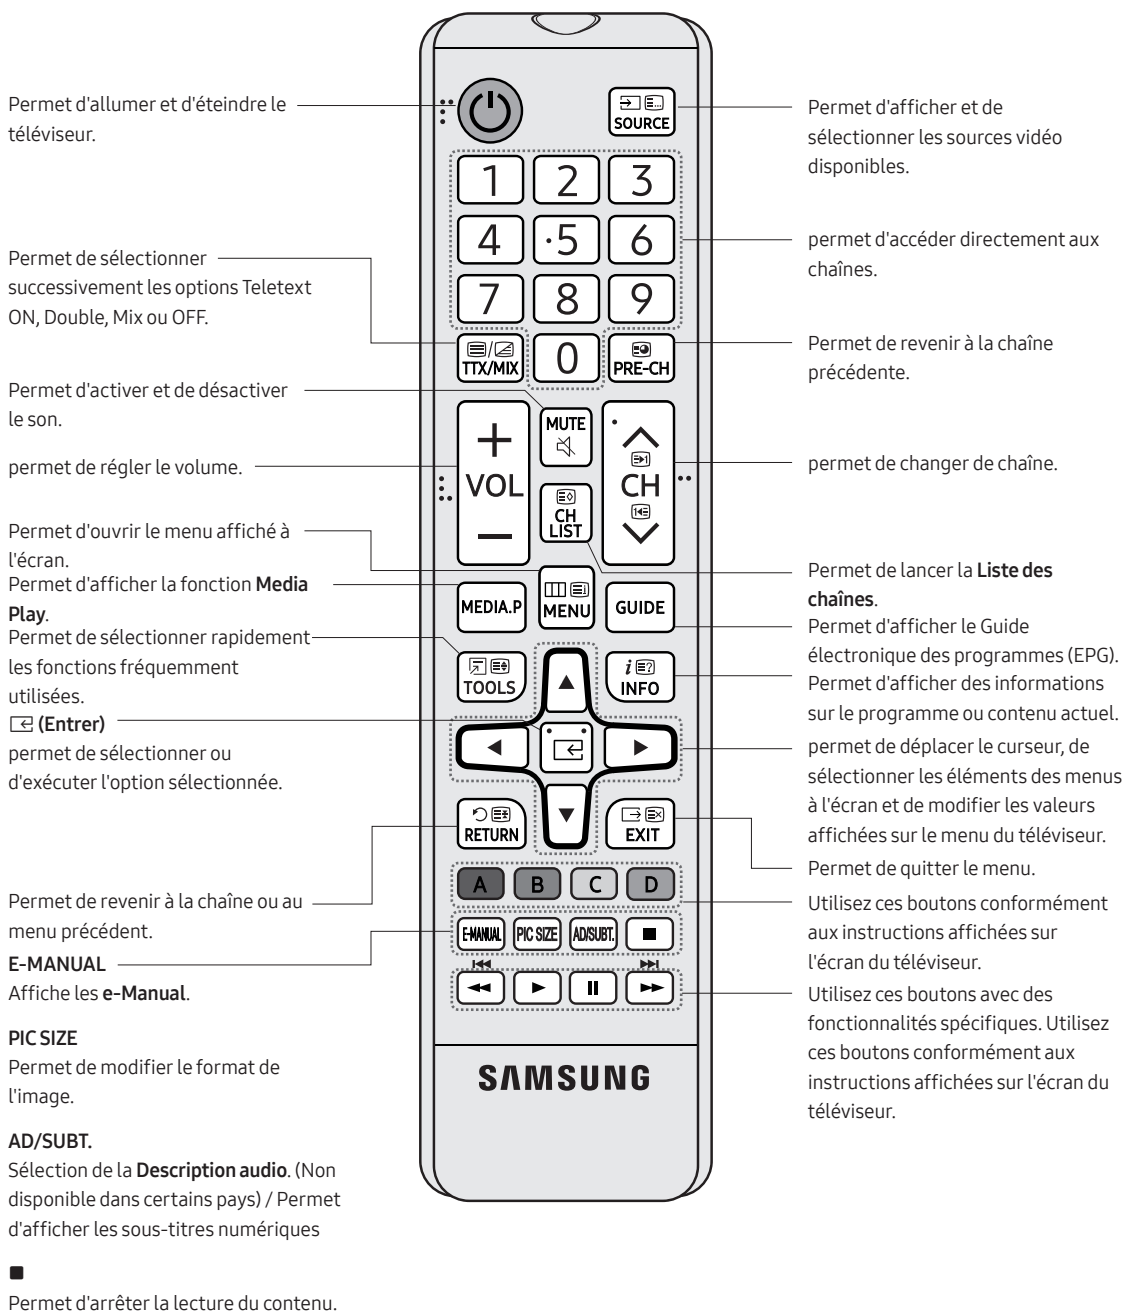 Permet d'allumer et d'éteindre le
téléviseur.
Permet de sélectionner
successivement les options Teletext
ON, Double, Mix ou OFF.
Permet d'activer et de désactiver
le son.
permet de régler le volume.
Permet d'ouvrir le menu affiché à
l'écran.
Permet d'afficher la fonction Media
Play.
Permet de sélectionner rapidement
les fonctions fréquemment
utilisées.
(Entrer)
permet de sélectionner ou
d'exécuter l'option sélectionnée.
Permet de revenir à la chaîne ou au
menu précédent.
E-MANUAL
Affiche les e-Manual.
PIC SIZE
Permet de modifier le format de
l'image.
AD/SUBT.
Sélection de la Description audio. (Non
disponible dans certains pays) / Permet
d'afficher les sous-titres numériques
Permet d'arrêter la lecture du contenu.
SOURCE
1 2 3
4 ·5 6
7 8 9
TTX/MIX 0 PRE-CH
+ MUTE
VOL CH
−
CH
LIST
MEDIA.P MENU GUIDE
TOOLS INFO
RETURN EXIT
A B C D
E-MANUAL PIC SIZE AD/SUBT.
SAMSUNG
Permet d'afficher et de
sélectionner les sources vidéo
disponibles.
permet d'accéder directement aux
chaînes.
Permet de revenir à la chaîne
précédente.
permet de changer de chaîne.
Permet de lancer la Liste des
chaînes.
Permet d'afficher le Guide
électronique des programmes (EPG).
Permet d'afficher des informations
sur le programme ou contenu actuel.
permet de déplacer le curseur, de
sélectionner les éléments des menus
à l'écran et de modifier les valeurs
affichées sur le menu du téléviseur.
Permet de quitter le menu.
Utilisez ces boutons conformément
aux instructions affichées sur
l'écran du téléviseur.
Utilisez ces boutons avec des
fonctionnalités spécifiques. Utilisez
ces boutons conformément aux
instructions affichées sur l'écran du
téléviseur.